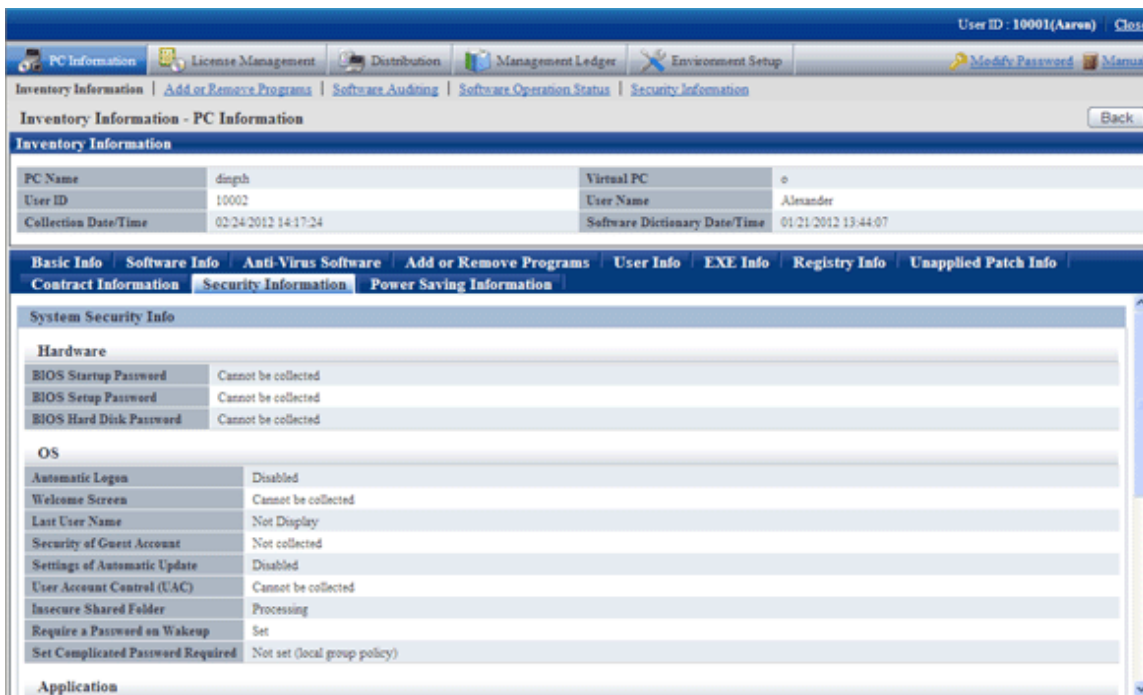 User ID : 10001(Aaron) Close
PC Information License Management Distribution Management Ledger Environment Setup Modify Password Manua
Inventory Information | Add or Remove Programs | Software Auditing | Software Operation Status | Security Information
Inventory Information - PC Information Back
Inventory Information
PC Name dingxh Virtual PC o
User ID 10002 User Name Alexander
Collection Date/Time 02/24/2012 14:17:24 Software Dictionary Date/Time 01/21/2012 13:44:07
Basic Info Software Info Anti-Virus Software Add or Remove Programs User Info EXE Info Registry Info Unapplied Patch Info
Contract Information Security Information Power Saving Information
System Security Info
Hardware
BIOS Startup Password Cannot be collected
BIOS Setup Password Cannot be collected
BIOS Hard Disk Password Cannot be collected
OS
Automatic Logon Disabled
Welcome Screen Cannot be collected
Last User Name Not Display
Security of Guest Account Not collected
Settings of Automatic Update Disabled
User Account Control (UAC) Cannot be collected
Insecure Shared Folder Processing
Require a Password on Wakeup Set
Set Complicated Password Required Not set (local group policy)
Application